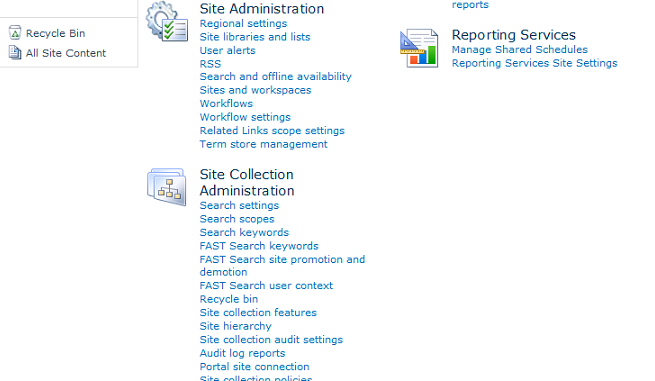 Recycle Bin
All Site Content
Site Administration
Regional settings
Site libraries and lists
User alerts
RSS
Search and offline availability
Sites and workspaces
Workflows
Workflow settings
Related Links scope settings
Term store management
Site Collection
Administration
Search settings
Search scopes
Search keywords
FAST Search keywords
FAST Search site promotion and
demotion
FAST Search user context
Recycle bin
Site collection features
Site hierarchy
Site collection audit settings
Audit log reports
Portal site connection
Site collection policies
reports
Reporting Services
Manage Shared Schedules
Reporting Services Site Settings